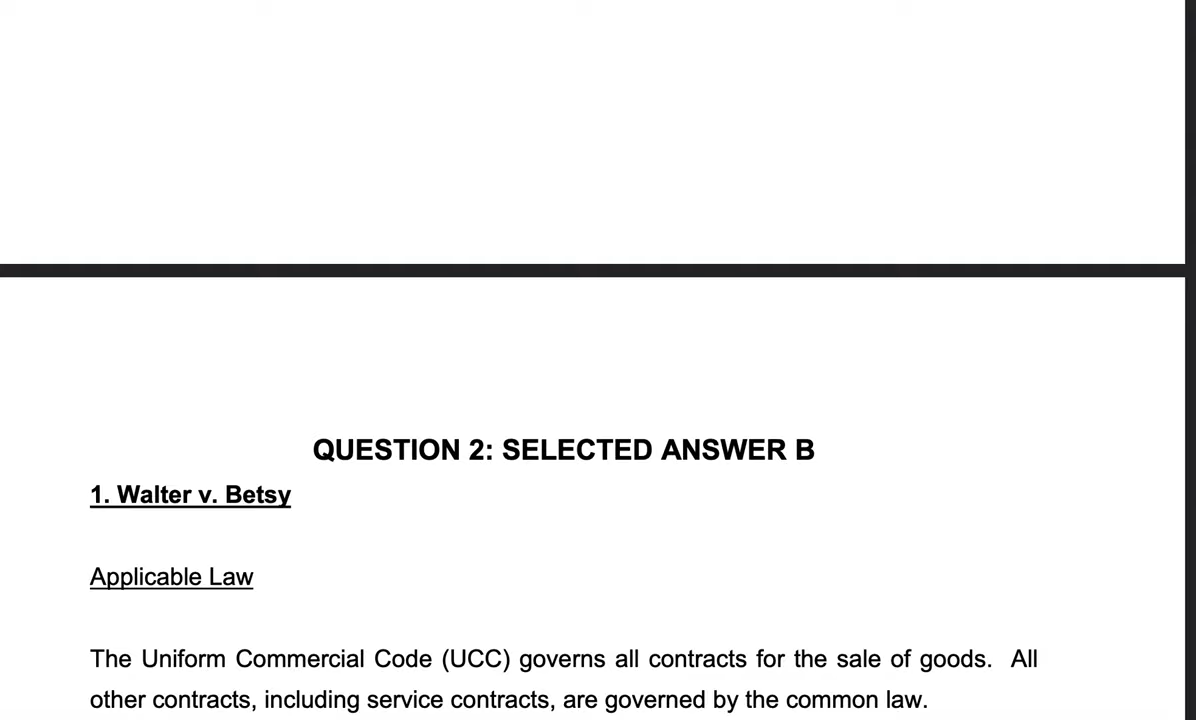 QUESTION 2: SELECTED ANSWER B
1. Walter v. Betsy
Applicable Law
The Uniform Commercial Code (UCC) governs all contracts for the sale of goods.  All
other contracts, including service contracts, are governed by the common law.